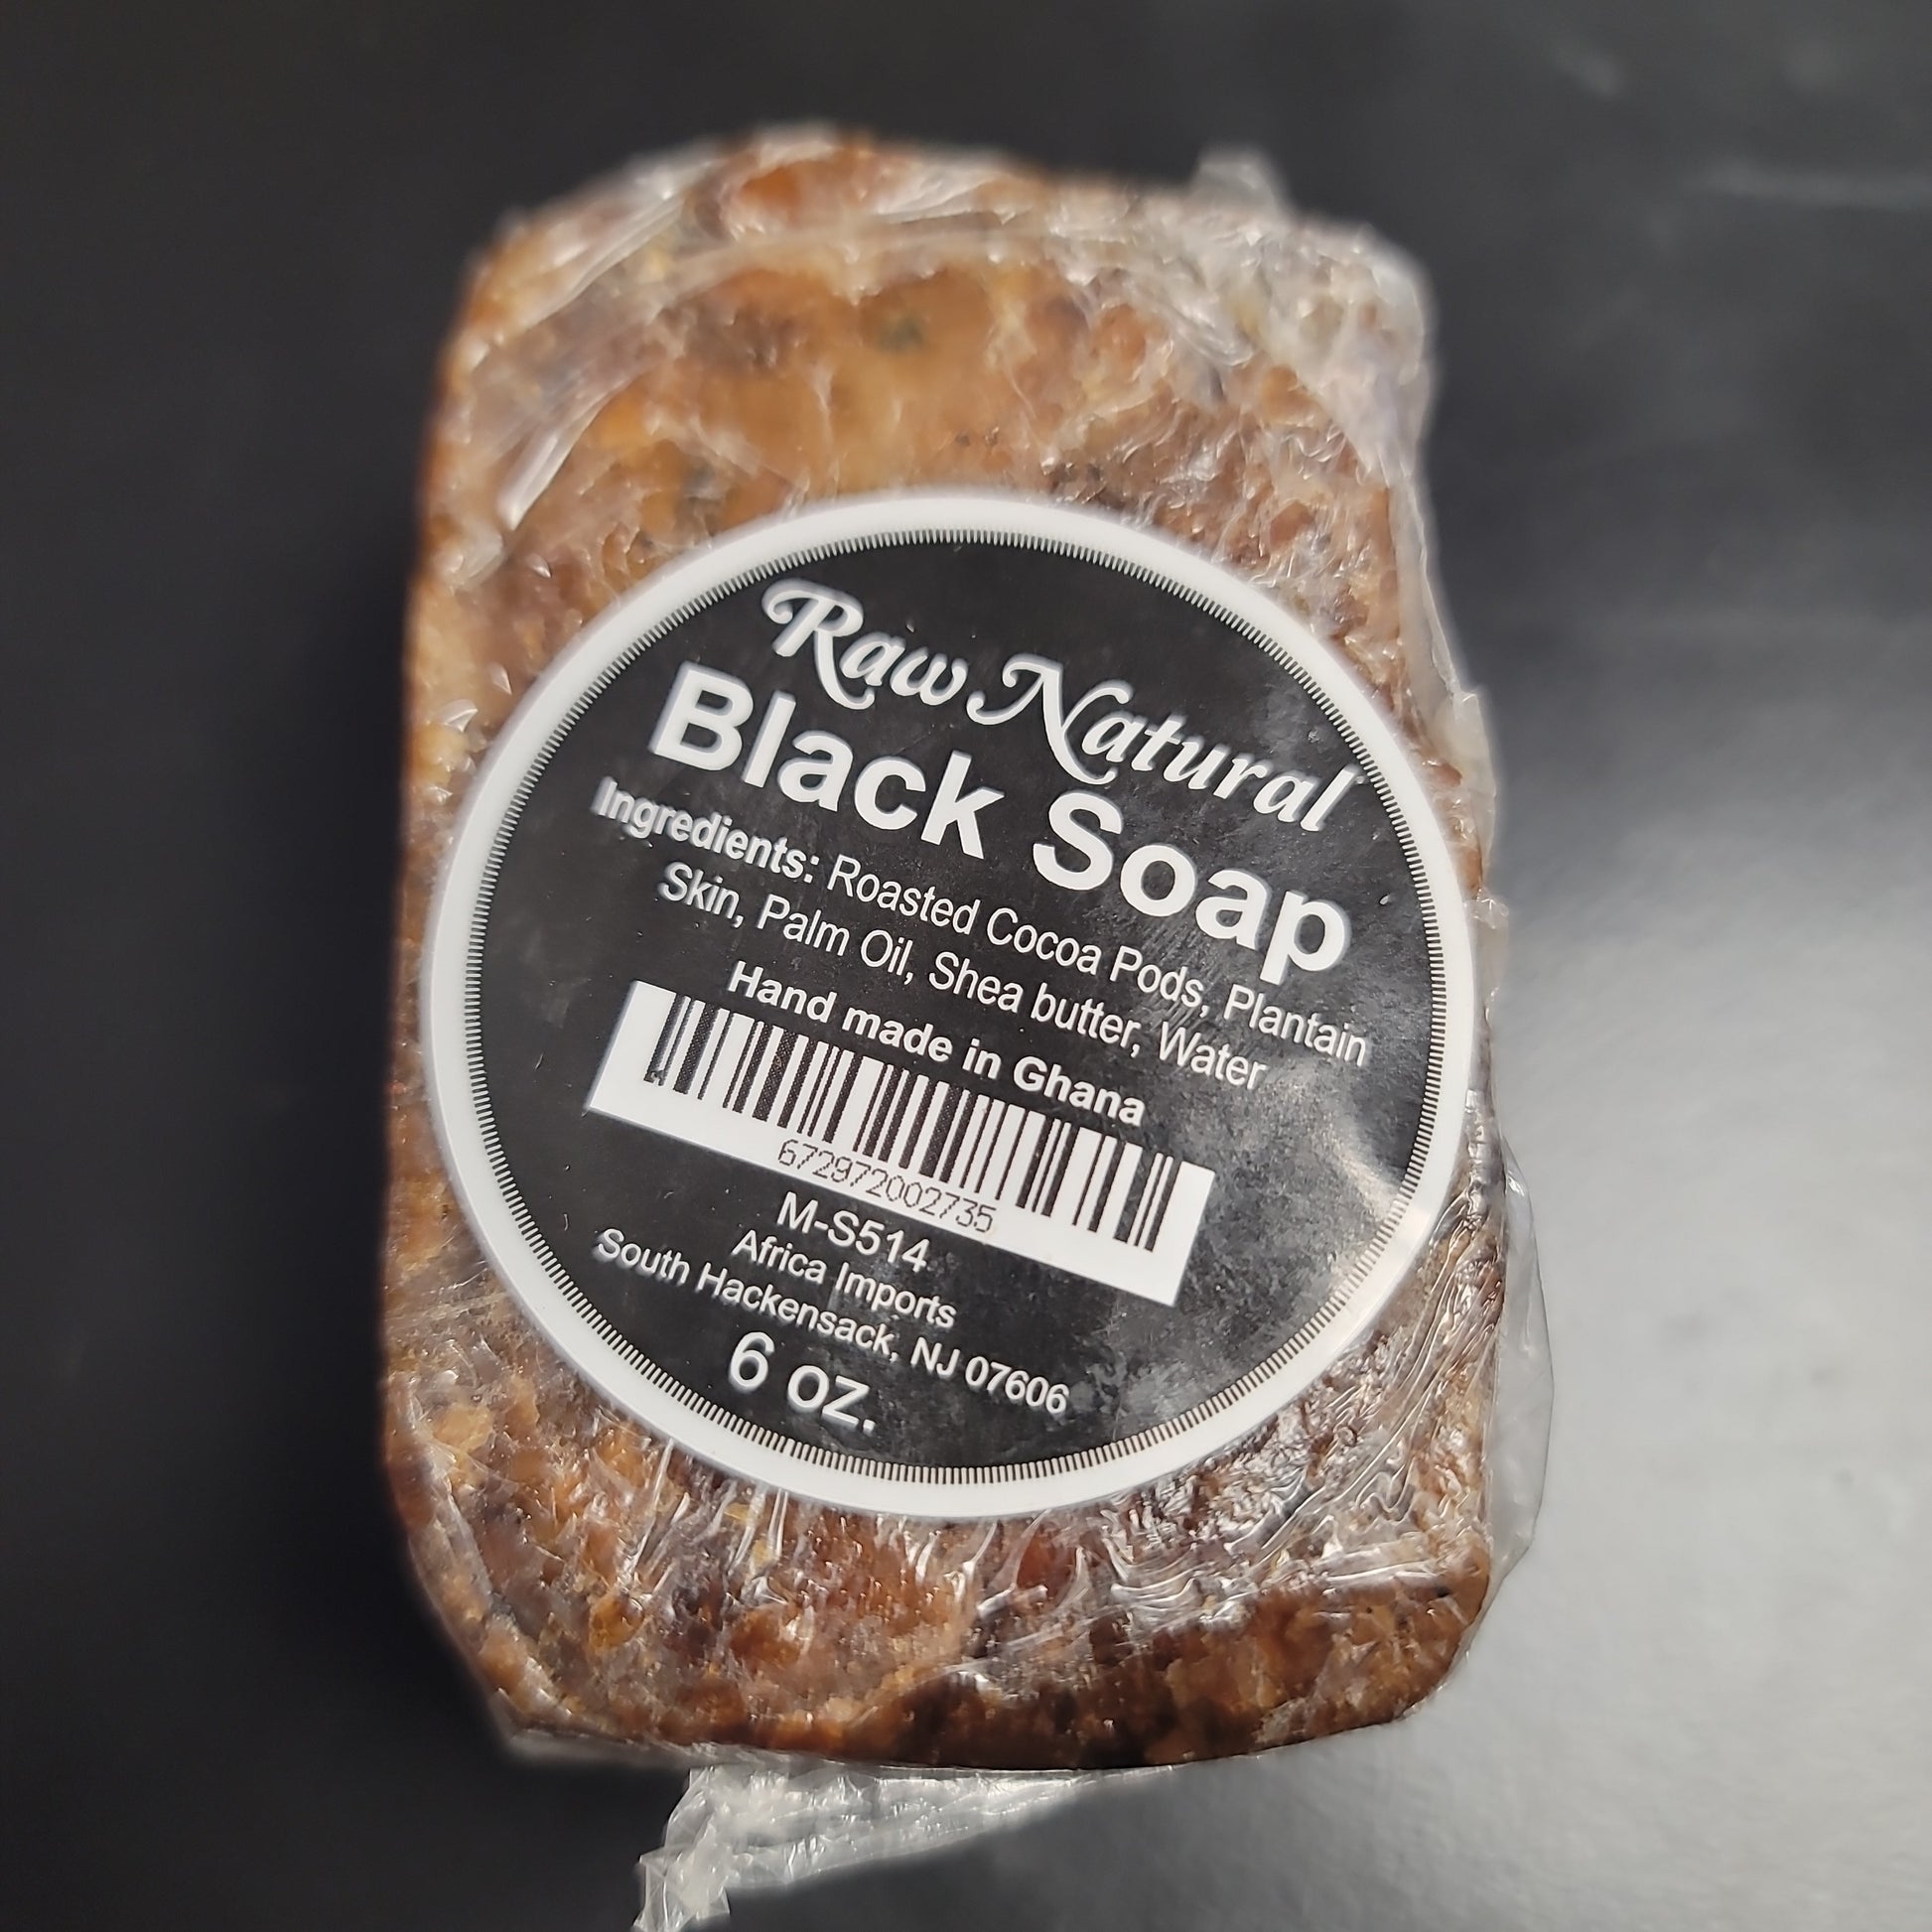 Raw Natural
Black Soap
Ingredients: Roasted Cocoa Pods, Plantain
Skin, Palm Oil, Shea butter, Water
Hand made in Ghana
672972002735
M-S514
Africa Imports
South Hackensack, NJ 07606
6 oz.